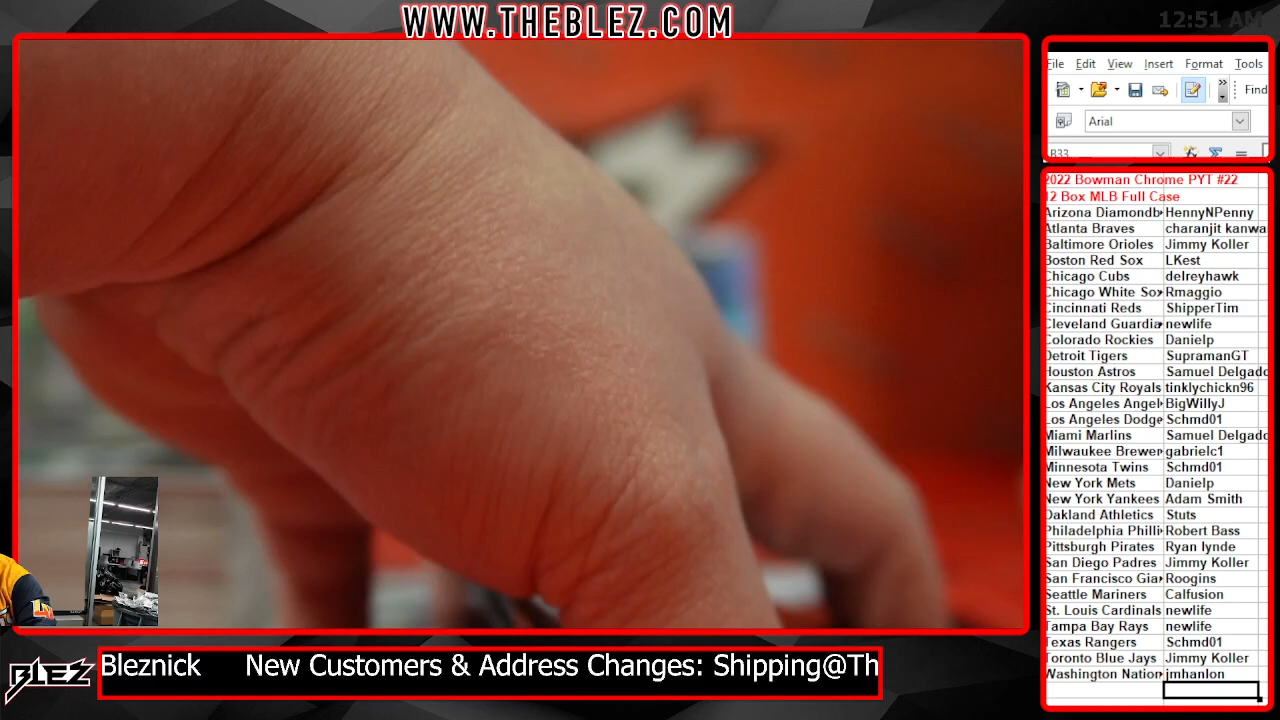 WWW.THEBLEZ.COM
12:51 AM
File Edit View Insert Format Tools
Find
Arial
B33
2022 Bowman Chrome PYT #22
12 Box MLB Full Case
Arizona Diamondb HennyNPenny
Atlanta Braves charanjit kanwa
Baltimore Orioles Jimmy Koller
Boston Red Sox LKest
Chicago Cubs delreyhawk
Chicago White Sox Rmaggio
Cincinnati Reds ShipperTim
Cleveland Guardia newlife
Colorado Rockies Danielp
Detroit Tigers SupramanGT
Houston Astros Samuel Delgado
Kansas City Royals tinklychickn96
Los Angeles Angel BigWillyJ
Los Angeles Dodge Schmd01
Miami Marlins Samuel Delgado
Milwaukee Brewer gabrielc1
Minnesota Twins Schmd01
New York Mets Danielp
New York Yankees Adam Smith
Oakland Athletics Stuts
Philadelphia Philli Robert Bass
Pittsburgh Pirates Ryan lynde
San Diego Padres Jimmy Koller
San Francisco Gia Roogins
Seattle Mariners Calfusion
St. Louis Cardinals newlife
Tampa Bay Rays newlife
Texas Rangers Schmd01
Toronto Blue Jays Jimmy Koller
Washington Nation jmhanlon
BLEZ
Bleznick New Customers & Address Changes: Shipping@Th